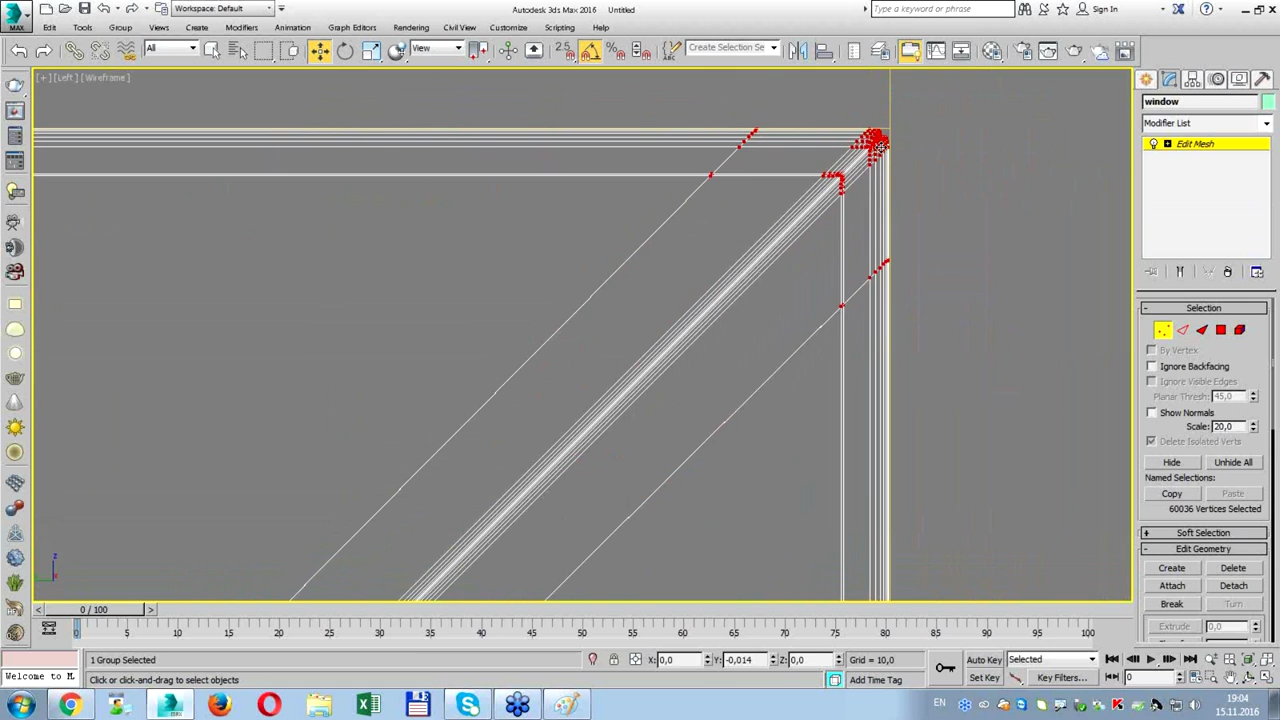 Workspace: Default
Autodesk 3ds Max 2016 Untitled
Type a keyword or phrase
Sign In
MAX
Edit Tools Group Views Create Modifiers Animation Graph Editors Rendering Civil View Customize Scripting Help
All
View
2.5
Create Selection Se
[+] [Left] [Wireframe]
window
Modifier List
Edit Mesh
Selection
By Vertex
Ignore Backfacing
Ignore Visible Edges
Planar Thresh: 45,0
Show Normals
Scale: 20,0
Delete Isolated Verts
Hide Unhide All
Named Selections:
Copy Paste
60036 Vertices Selected
Soft Selection
Edit Geometry
Create Delete
Attach Detach
Break Turn
Extrude 0,0
z
0 / 100
0 5 10 15 20 25 30 35 40 45 50 55 60 65 70 75 80 85 90 95 100
1 Group Selected
X: 0,0 Y: -0,014 Z: 0,0
Grid = 10,0
Auto Key Selected
Welcome to M
Click or click-and-drag to select objects
Add Time Tag
Set Key Key Filters...
0
EN
19:04
15.11.2016